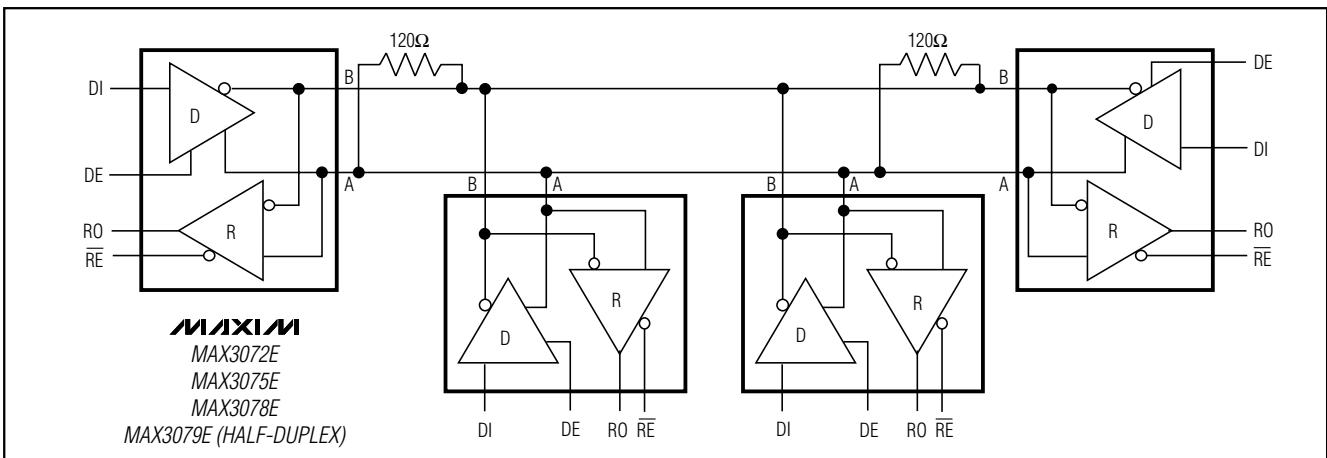 120Ω
120Ω
B
B
DE
DI
D
D
DI
DE
A
B
A
B
A
A
RO
R
R
RO
RE
RE
R
R
D
D
MAXIM
MAX3072E
MAX3075E
MAX3078E
MAX3079E (HALF-DUPLEX)
DI
DE
RO
RE
DI
DE
RO
RE